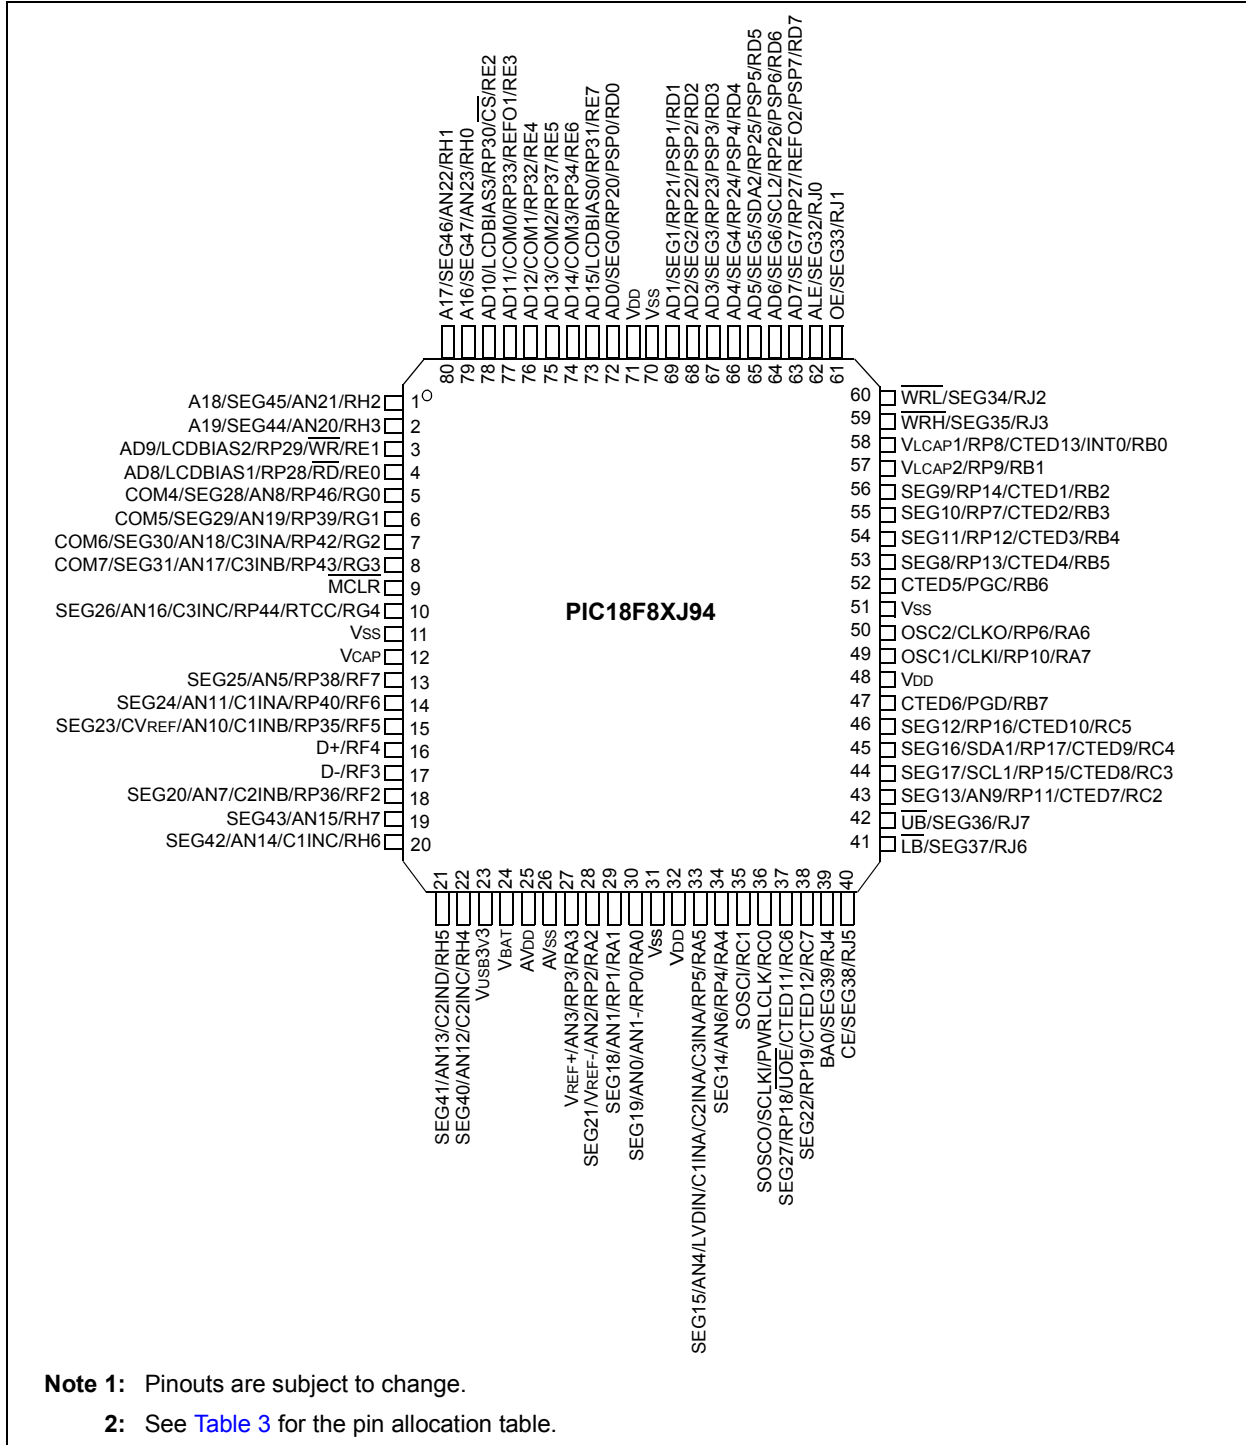 A17/SEG46/AN22/RH1
A16/SEG47/AN23/RH0
AD10/LCDBIAS3/RP30/CS/RE2
AD11/COM0/RP33/REFO1/RE3
AD12/COM1/RP32/RE4
AD13/COM2/RP37/RE5
AD14/COM3/RP34/RE6
AD15/LCDBIAS0/RP31/RE7
AD0/SEG0/RP20/PSP0/RD0
VDD
VSS
AD1/SEG1/RP21/PSP1/RD1
AD2/SEG2/RP22/PSP2/RD2
AD3/SEG3/RP23/PSP3/RD3
AD4/SEG4/RP24/PSP4/RD4
AD5/SEG5/SDA2/RP25/PSP5/RD5
AD6/SEG6/SCL2/RP26/PSP6/RD6
AD7/SEG7/RP27/REFO2/PSP7/RD7
ALE/SEG32/RJ0
OE/SEG33/RJ1
80 79 78 77 76 75 74 73 72 71 70 69 68 67 66 65 64 63 62 61
A18/SEG45/AN21/RH2 1
A19/SEG44/AN20/RH3 2
AD9/LCDBIAS2/RP29/WR/RE1 3
AD8/LCDBIAS1/RP28/RD/RE0 4
COM4/SEG28/AN8/RP46/RG0 5
COM5/SEG29/AN19/RP39/RG1 6
COM6/SEG30/AN18/C3INA/RP42/RG2 7
COM7/SEG31/AN17/C3INB/RP43/RG3 8
MCLR 9
SEG26/AN16/C3INC/RP44/RTCC/RG4 10
VSS 11
VCAP 12
SEG25/AN5/RP38/RF7 13
SEG24/AN11/C1INA/RP40/RF6 14
SEG23/CVREF/AN10/C1INB/RP35/RF5 15
D+/RF4 16
D-/RF3 17
SEG20/AN7/C2INB/RP36/RF2 18
SEG43/AN15/RH7 19
SEG42/AN14/C1INC/RH6 20
PIC18F8XJ94
60 WRL/SEG34/RJ2
59 WRH/SEG35/RJ3
58 VLCAP1/RP8/CTED13/INT0/RB0
57 VLCAP2/RP9/RB1
56 SEG9/RP14/CTED1/RB2
55 SEG10/RP7/CTED2/RB3
54 SEG11/RP12/CTED3/RB4
53 SEG8/RP13/CTED4/RB5
52 CTED5/PGC/RB6
51 VSS
50 OSC2/CLKO/RP6/RA6
49 OSC1/CLKI/RP10/RA7
48 VDD
47 CTED6/PGD/RB7
46 SEG12/RP16/CTED10/RC5
45 SEG16/SDA1/RP17/CTED9/RC4
44 SEG17/SCL1/RP15/CTED8/RC3
43 SEG13/AN9/RP11/CTED7/RC2
42 UB/SEG36/RJ7
41 LB/SEG37/RJ6
21 22 23 24 25 26 27 28 29 30 31 32 33 34 35 36 37 38 39 40
SEG41/AN13/C2IND/RH5
SEG40/AN12/C2INC/RH4
VUSB3V3
VBAT
AVDD
AVSS
VREF+/AN3/RP3/RA3
SEG21/VREF-/AN2/RP2/RA2
SEG18/AN1/RP1/RA1
SEG19/AN0/AN1-/RP0/RA0
VSS
VDD
SEG15/AN4/LVDIN/C1INA/C2INA/C3INA/RP5/RA5
SEG14/AN6/RP4/RA4
SOSCI/RC1
SOSCO/SCLKI/PWRLCLK/RC0
SEG27/RP18/UOE/CTED11/RC6
SEG22/RP19/CTED12/RC7
BA0/SEG39/RJ4
CE/SEG38/RJ5
Note 1: Pinouts are subject to change.
2: See Table 3 for the pin allocation table.